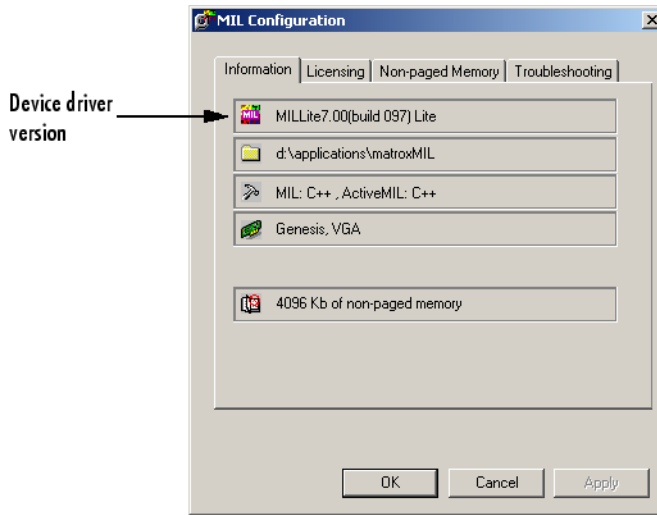 MIL Configuration
Information Licensing Non-paged Memory Troubleshooting
Device driver
version
MIL MILLite7.00(build 097) Lite
d:\applications\matroxMIL
MIL: C++ , ActiveMIL: C++
Genesis, VGA
4096 Kb of non-paged memory
OK Cancel Apply